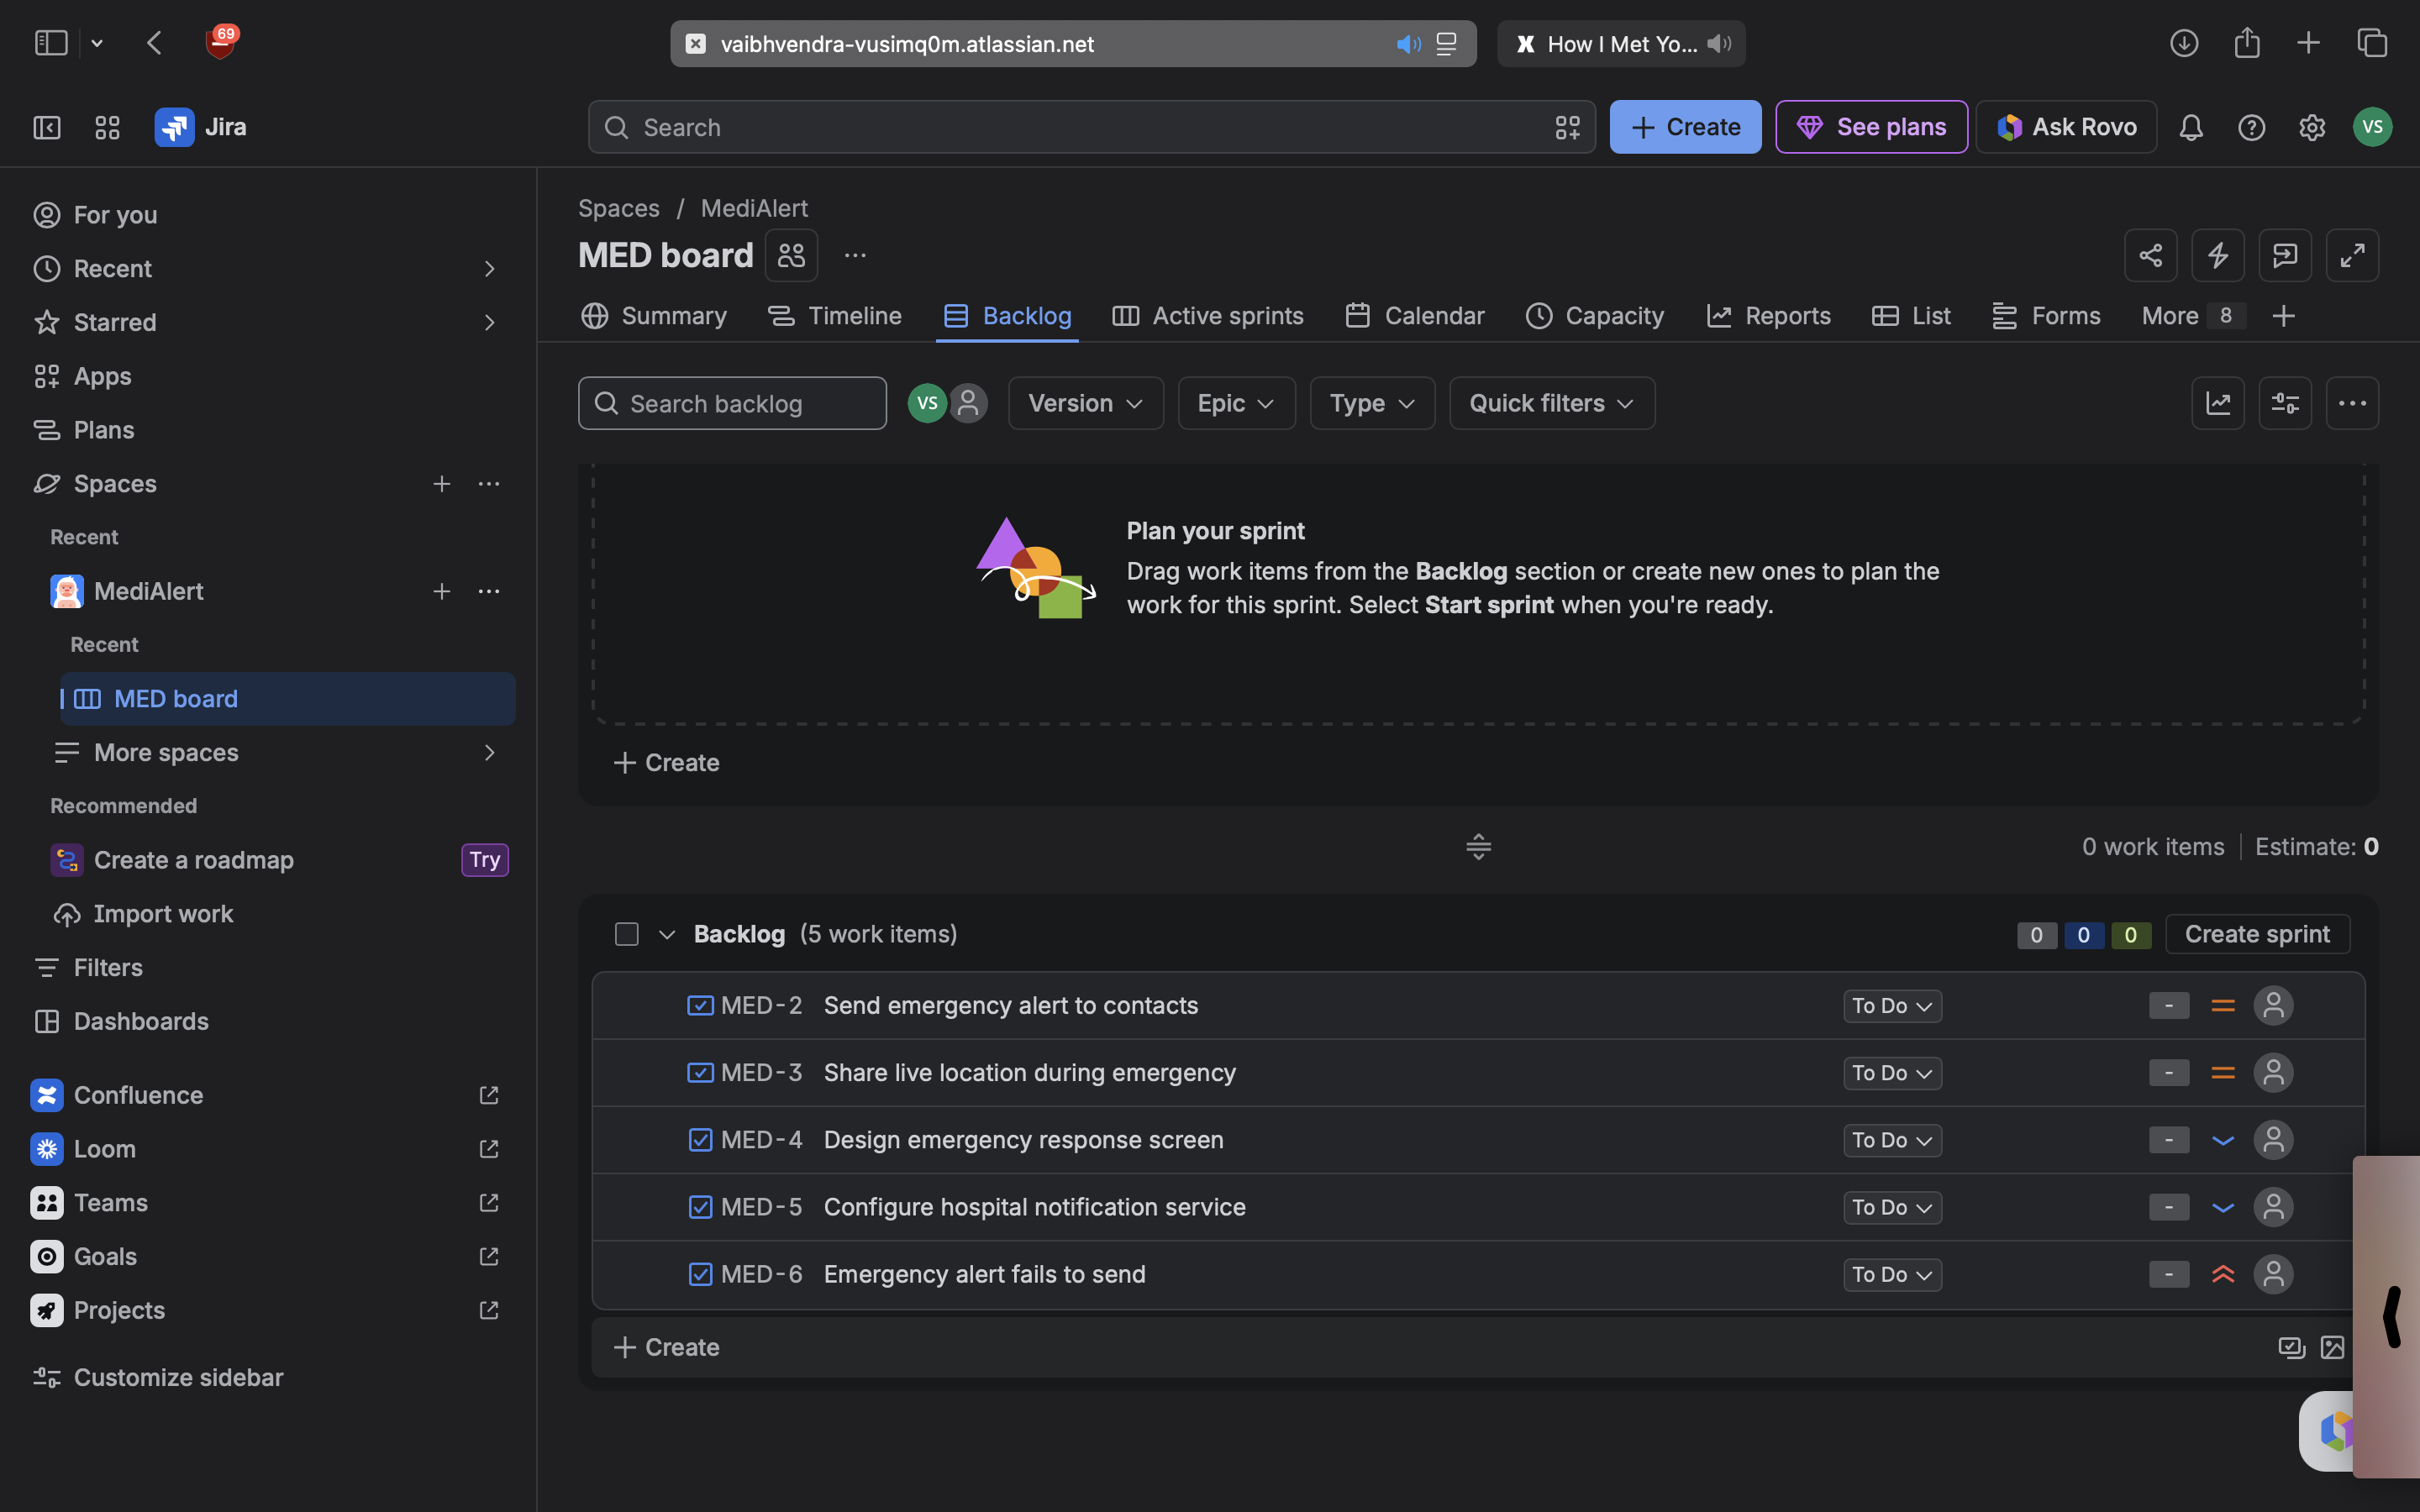 69
vaibhvendra-vusimq0m.atlassian.net
X How I Met Yo...
Jira
Search
Create
See plans
Ask Rovo
VS
For you
Recent
Starred
Apps
Plans
Spaces
Recent
MediAlert
Recent
MED board
More spaces
Recommended
Create a roadmap
Try
Import work
Filters
Dashboards
Confluence
Loom
Teams
Goals
Projects
Customize sidebar
Spaces / MediAlert
MED board
Summary
Timeline
Backlog
Active sprints
Calendar
Capacity
Reports
List
Forms
More 8
Search backlog
VS
Version
Epic
Type
Quick filters
Plan your sprint
Drag work items from the Backlog section or create new ones to plan the
work for this sprint. Select Start sprint when you're ready.
Create
0 work items
Estimate: 0
Backlog (5 work items)
0 0 0
Create sprint
MED-2 Send emergency alert to contacts To Do -
MED-3 Share live location during emergency To Do -
MED-4 Design emergency response screen To Do -
MED-5 Configure hospital notification service To Do -
MED-6 Emergency alert fails to send To Do -
Create